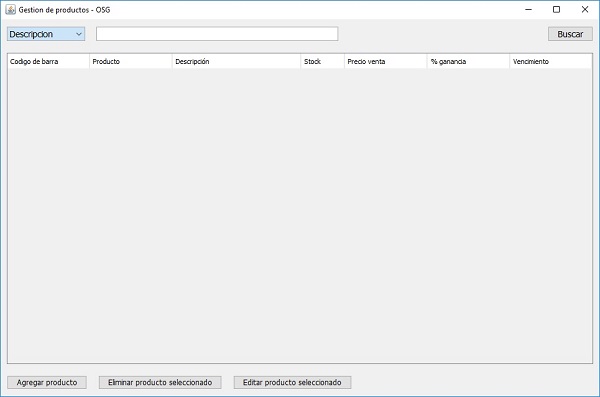 Gestion de productos - OSG
Descripcion Buscar
Codigo de barra Producto Descripción Stock Precio venta % ganancia Vencimiento
Agregar producto Eliminar producto seleccionado Editar producto seleccionado